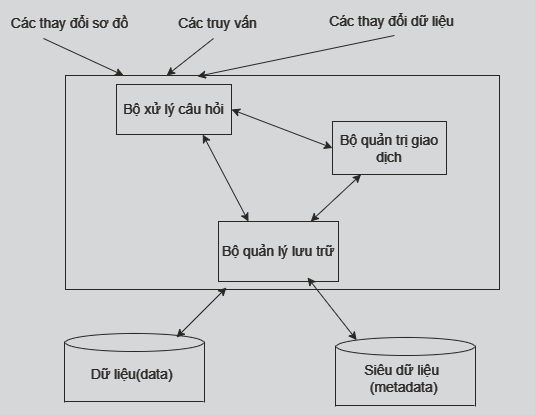 Các thay đổi sơ đồ
Các truy vấn
Các thay đổi dữ liệu
Bộ xử lý câu hỏi
Bộ quản trị giao
dịch
Bộ quản lý lưu trữ
Dữ liệu(data)
Siêu dữ liệu
(metadata)